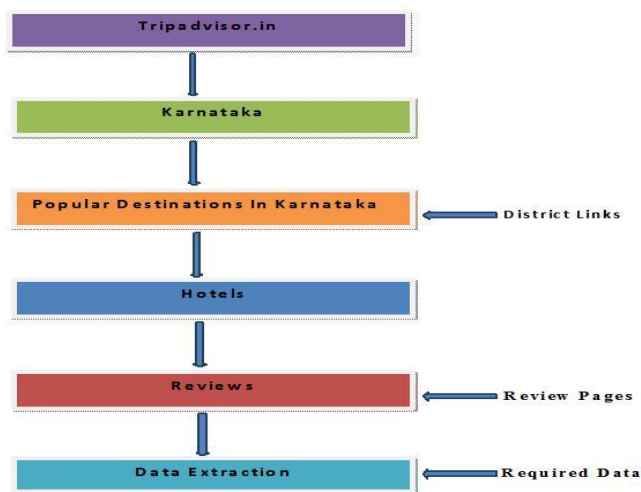 Tripadvisor.in
Karnataka
Popular Destinations In Karnataka
District Links
Hotels
Reviews
Review Pages
Data Extraction
Required Data